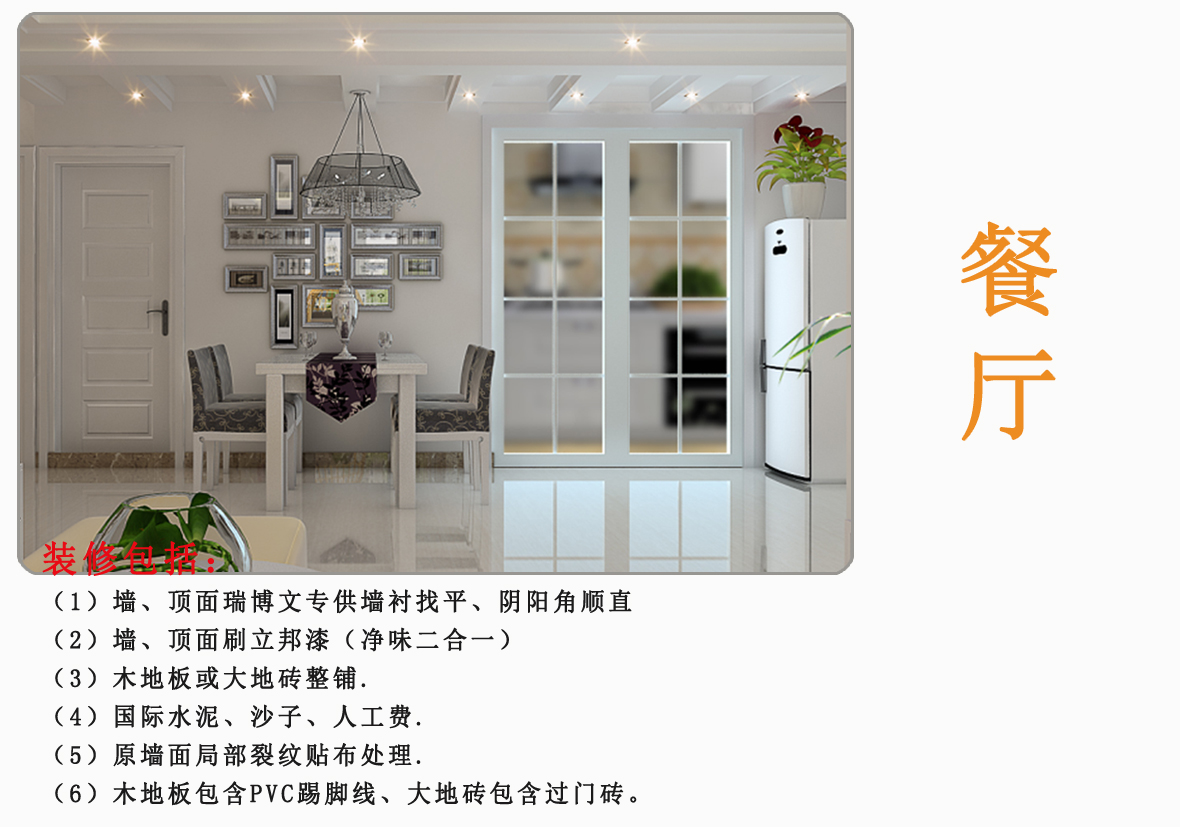 餐厅
装修包括：
（1）墙、顶面瑞博文专供墙衬找平、阴阳角顺直
（2）墙、顶面刷立邦漆（净味二合一）
（3）木地板或大地砖整铺.
（4）国际水泥、沙子、人工费.
（5）原墙面局部裂纹贴布处理.
（6）木地板包含PVC踢脚线、大地砖包含过门砖。